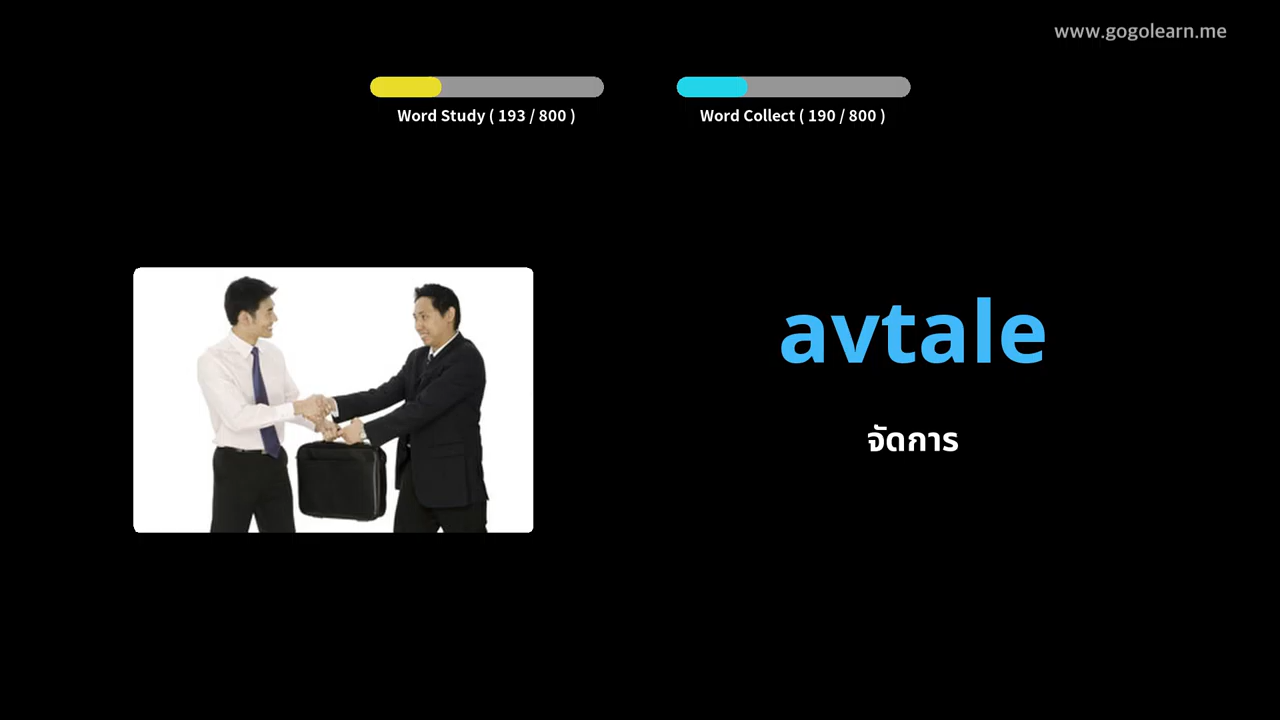 www.gogolearn.me
Word Study ( 193 / 800 )
Word Collect ( 190 / 800 )
avtale
จัดการ